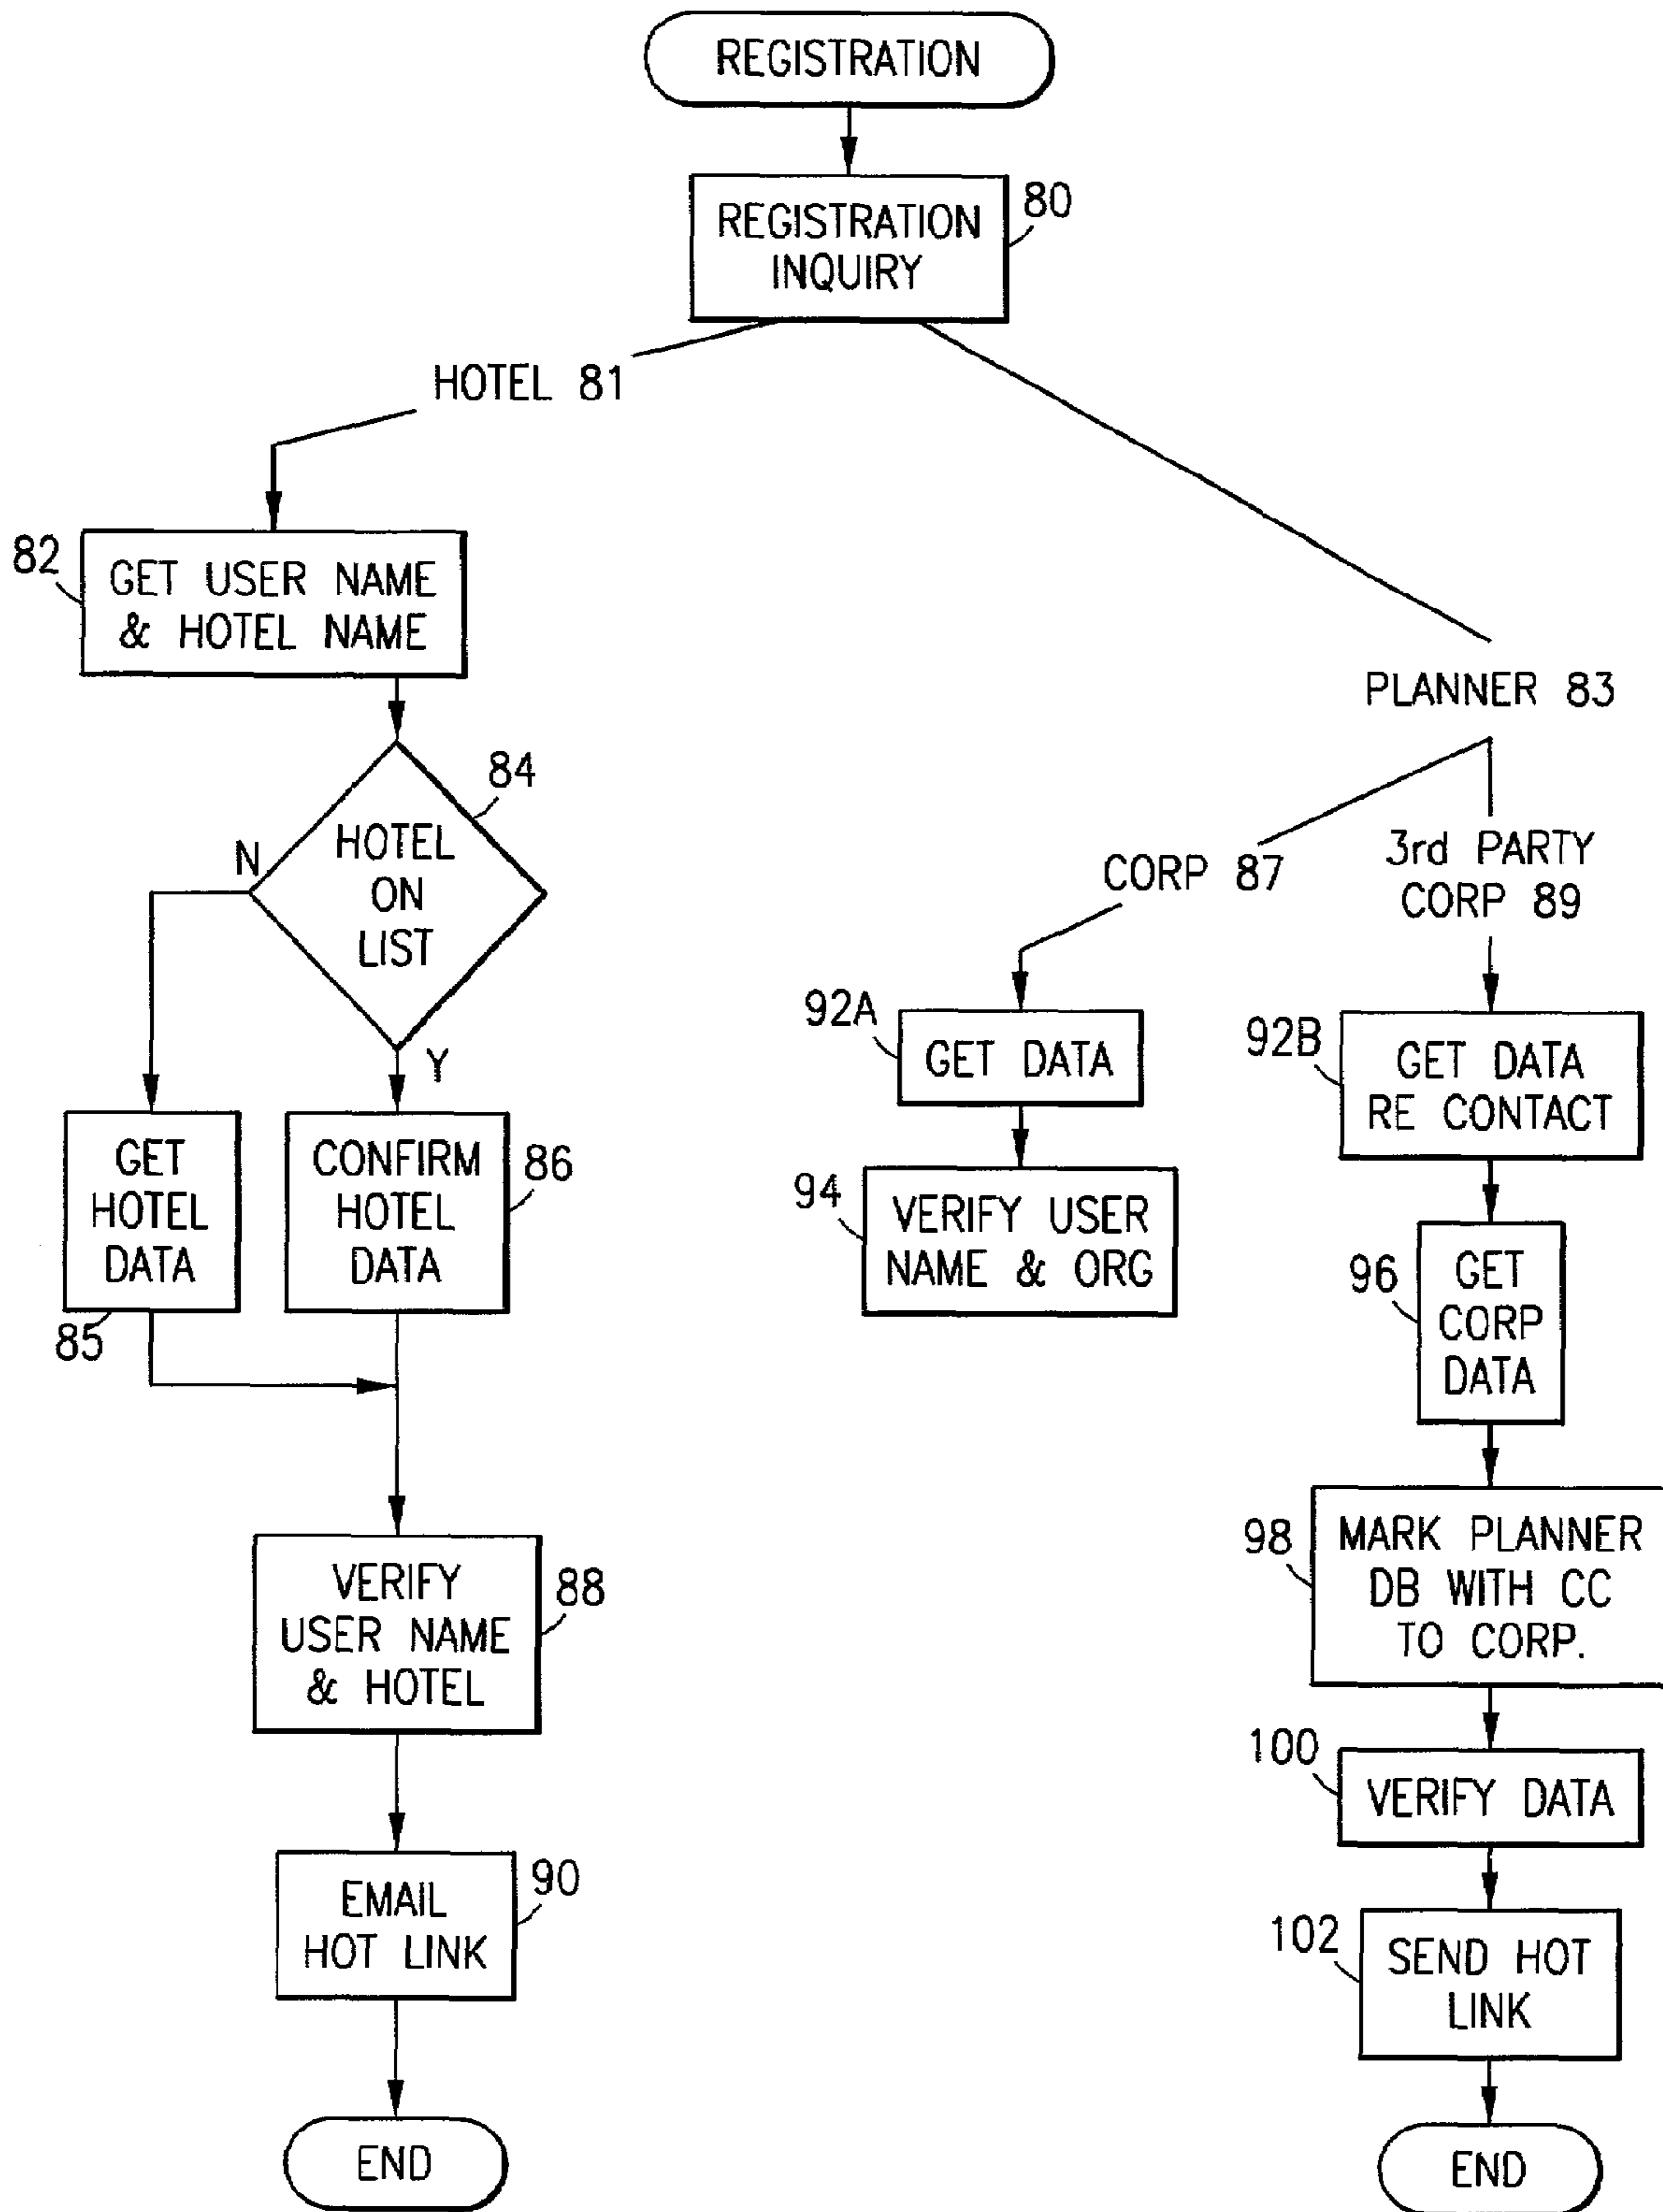 REGISTRATION
REGISTRATION
INQUIRY
80
HOTEL 81
82
GET USER NAME
& HOTEL NAME
84
HOTEL
ON
LIST
N
Y
GET
HOTEL
DATA
85
CONFIRM
HOTEL
DATA
86
VERIFY
USER NAME
& HOTEL
88
EMAIL
HOT LINK
90
END
PLANNER 83
CORP 87
92A
GET DATA
94
VERIFY USER
NAME & ORG
3rd PARTY
CORP 89
92B
GET DATA
RE CONTACT
96
GET
CORP
DATA
98
MARK PLANNER
DB WITH CC
TO CORP.
100
VERIFY DATA
102
SEND HOT
LINK
END